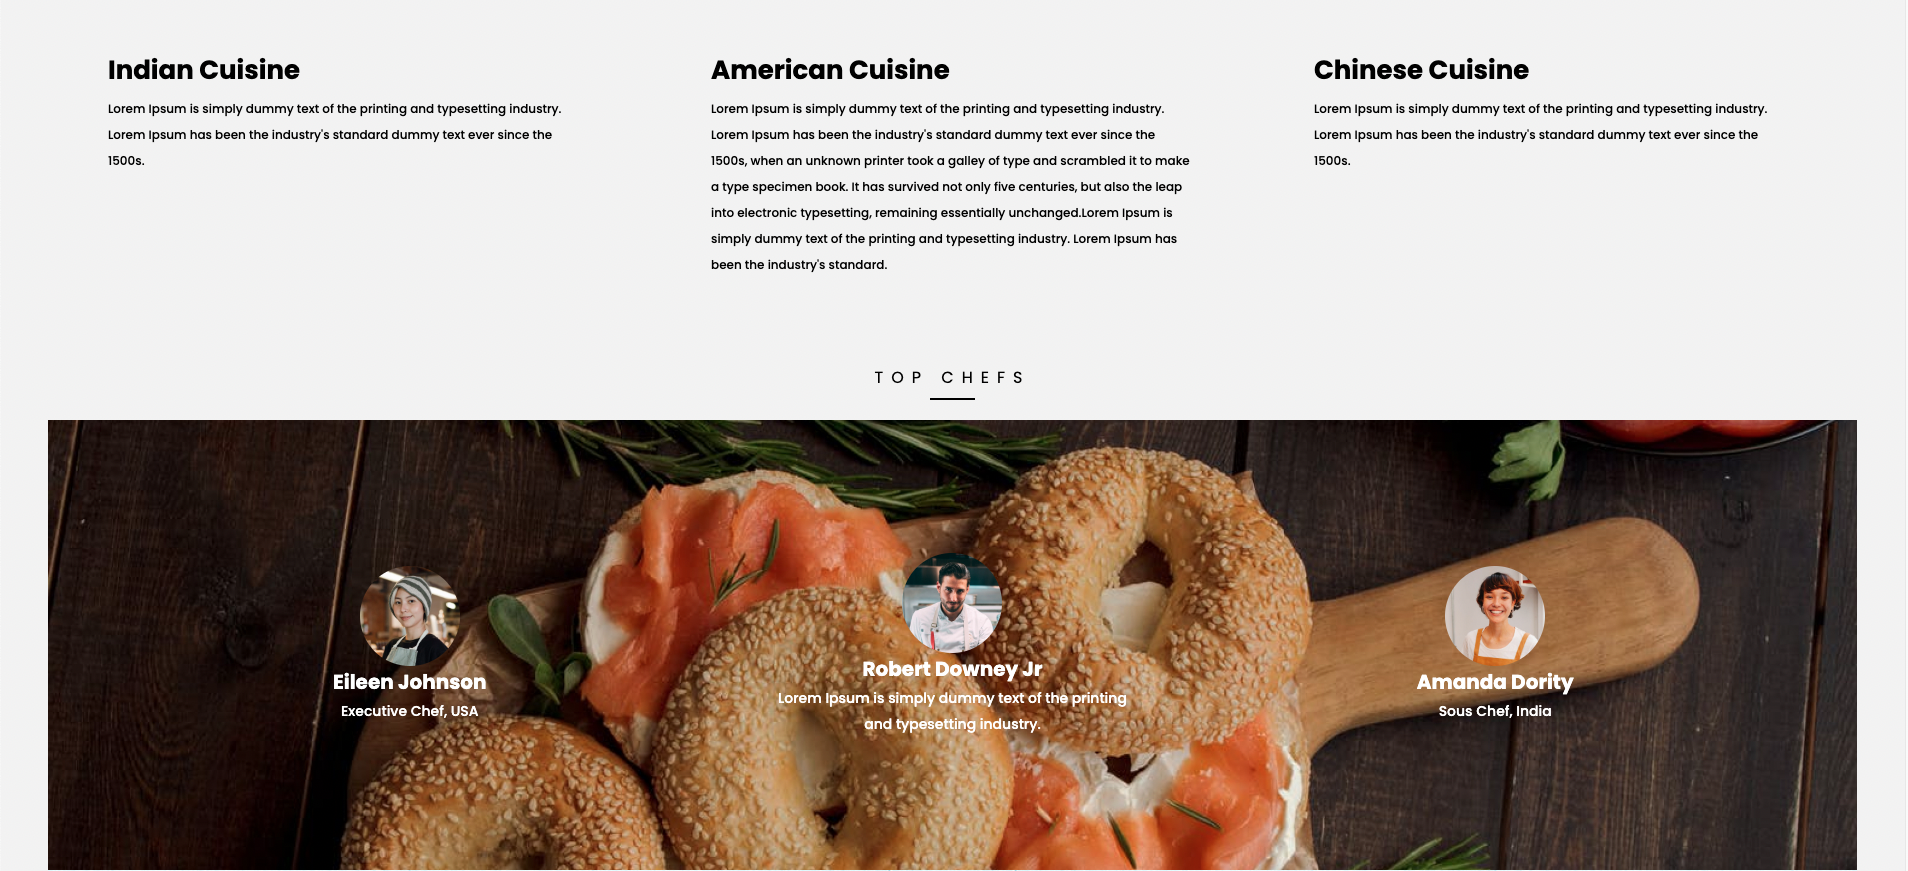 Indian Cuisine
Lorem Ipsum is simply dummy text of the printing and typesetting industry.
Lorem Ipsum has been the industry's standard dummy text ever since the
1500s.
American Cuisine
Lorem Ipsum is simply dummy text of the printing and typesetting industry.
Lorem Ipsum has been the industry's standard dummy text ever since the
1500s, when an unknown printer took a galley of type and scrambled it to make
a type specimen book. It has survived not only five centuries, but also the leap
into electronic typesetting, remaining essentially unchanged.Lorem Ipsum is
simply dummy text of the printing and typesetting industry. Lorem Ipsum has
been the industry's standard.
Chinese Cuisine
Lorem Ipsum is simply dummy text of the printing and typesetting industry.
Lorem Ipsum has been the industry's standard dummy text ever since the
1500s.
TOP CHEFS
Eileen Johnson
Executive Chef, USA
Robert Downey Jr
Lorem Ipsum is simply dummy text of the printing
and typesetting industry.
Amanda Dority
Sous Chef, India